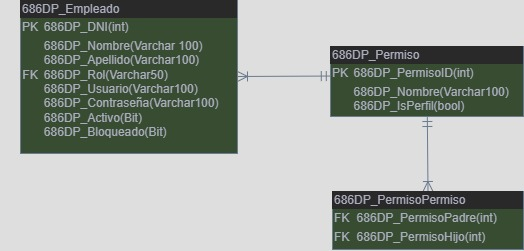 686DP_Empleado
PK 686DP_DNI(int)
686DP_Nombre(Varchar 100)
686DP_Apellido(Varchar100)
FK 686DP_Rol(Varchar50)
686DP_Usuario(Varchar100)
686DP_Contraseña(Varchar100)
686DP_Activo(Bit)
686DP_Bloqueado(Bit)
686DP_Permiso
PK 686DP_PermisoID(int)
686DP_Nombre(Varchar100)
686DP_IsPerfil(bool)
686DP_PermisoPermiso
FK 686DP_PermisoPadre(int)
FK 686DP_PermisoHijo(int)